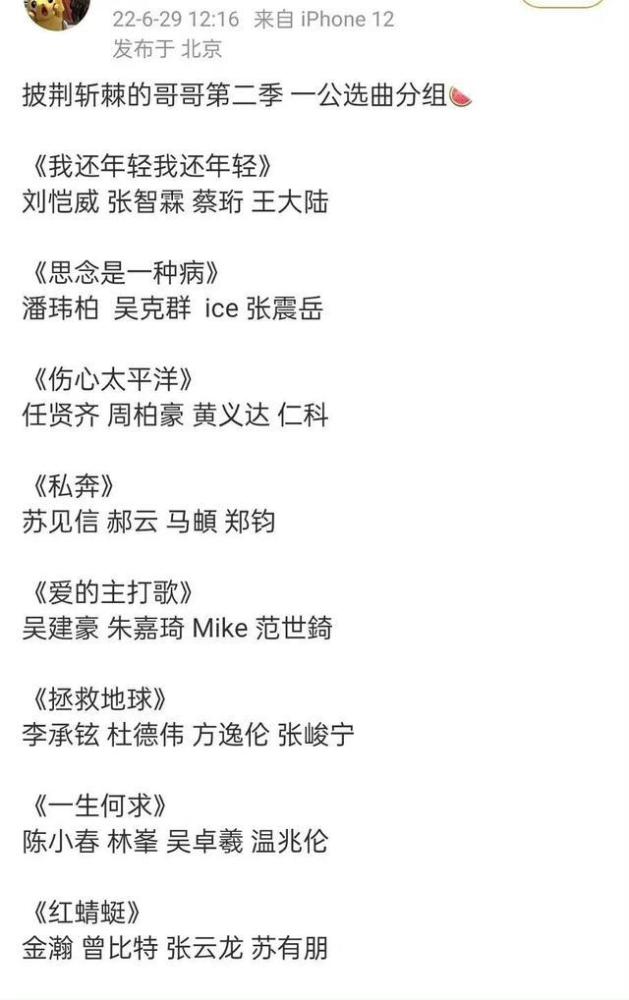 22-6-29 12:16 来自 iPhone 12
发布于 北京
披荆斩棘的哥哥第二季 一公选曲分组🍉
《我还年轻我还年轻》
刘恺威 张智霖 蔡珩 王大陆
《思念是一种病》
潘玮柏 吴克群 ice 张震岳
《伤心太平洋》
任贤齐 周柏豪 黄义达 仁科
《私奔》
苏见信 郝云 马頔 郑钧
《爱的主打歌》
吴建豪 朱嘉琦 Mike 范世錡
《拯救地球》
李承铉 杜德伟 方逸伦 张峻宁
《一生何求》
陈小春 林峯 吴卓羲 温兆伦
《红蜻蜓》
金瀚 曾比特 张云龙 苏有朋